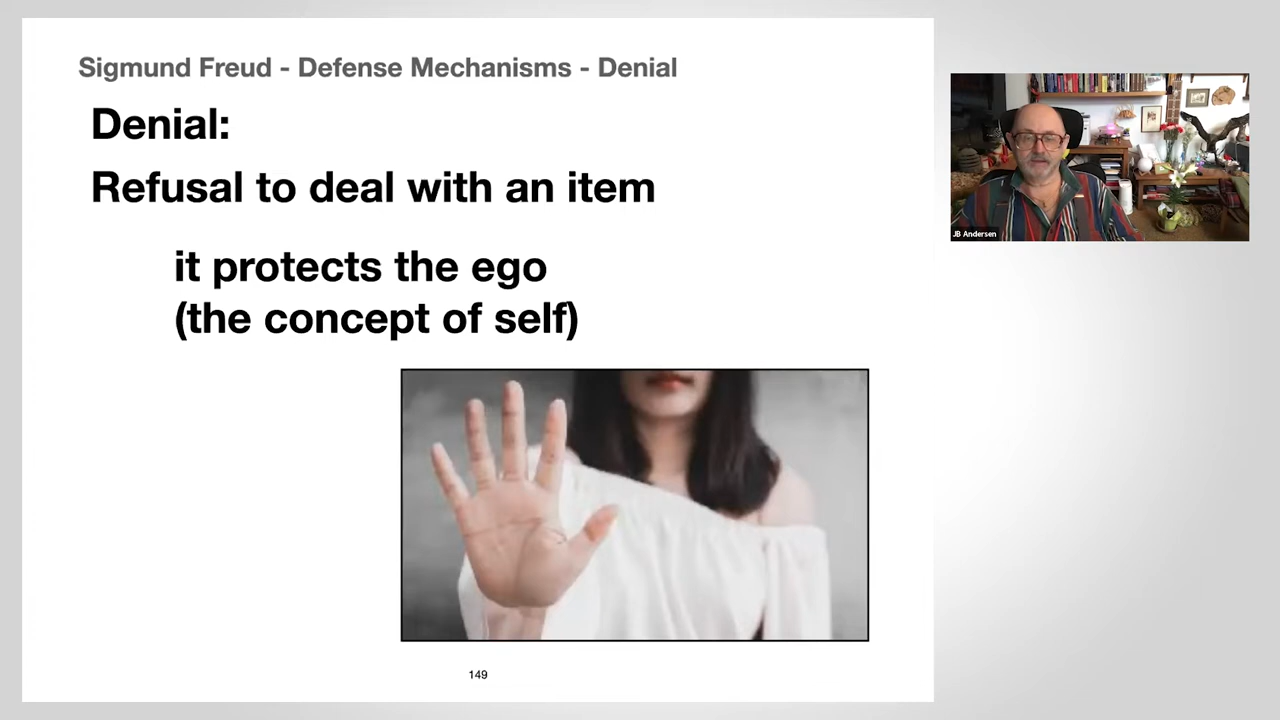 Sigmund Freud - Defense Mechanisms - Denial
Denial:
Refusal to deal with an item
it protects the ego
(the concept of self)
149
JB Andersen